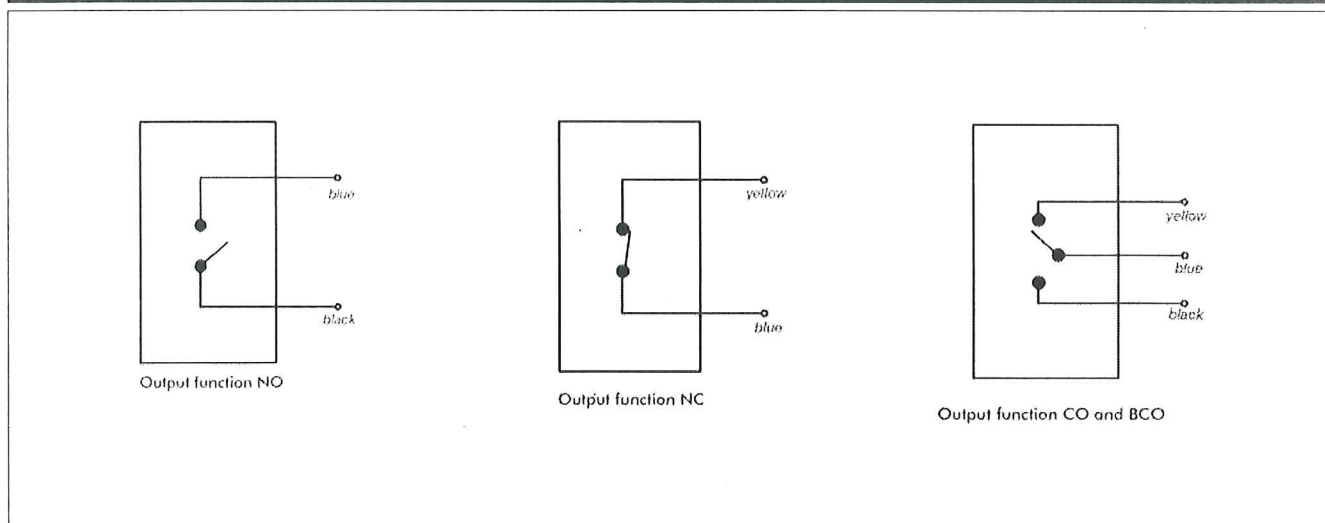 blue
black
Output function NO
yellow
blue
Output function NC
yellow
blue
black
Output function CO and BCO